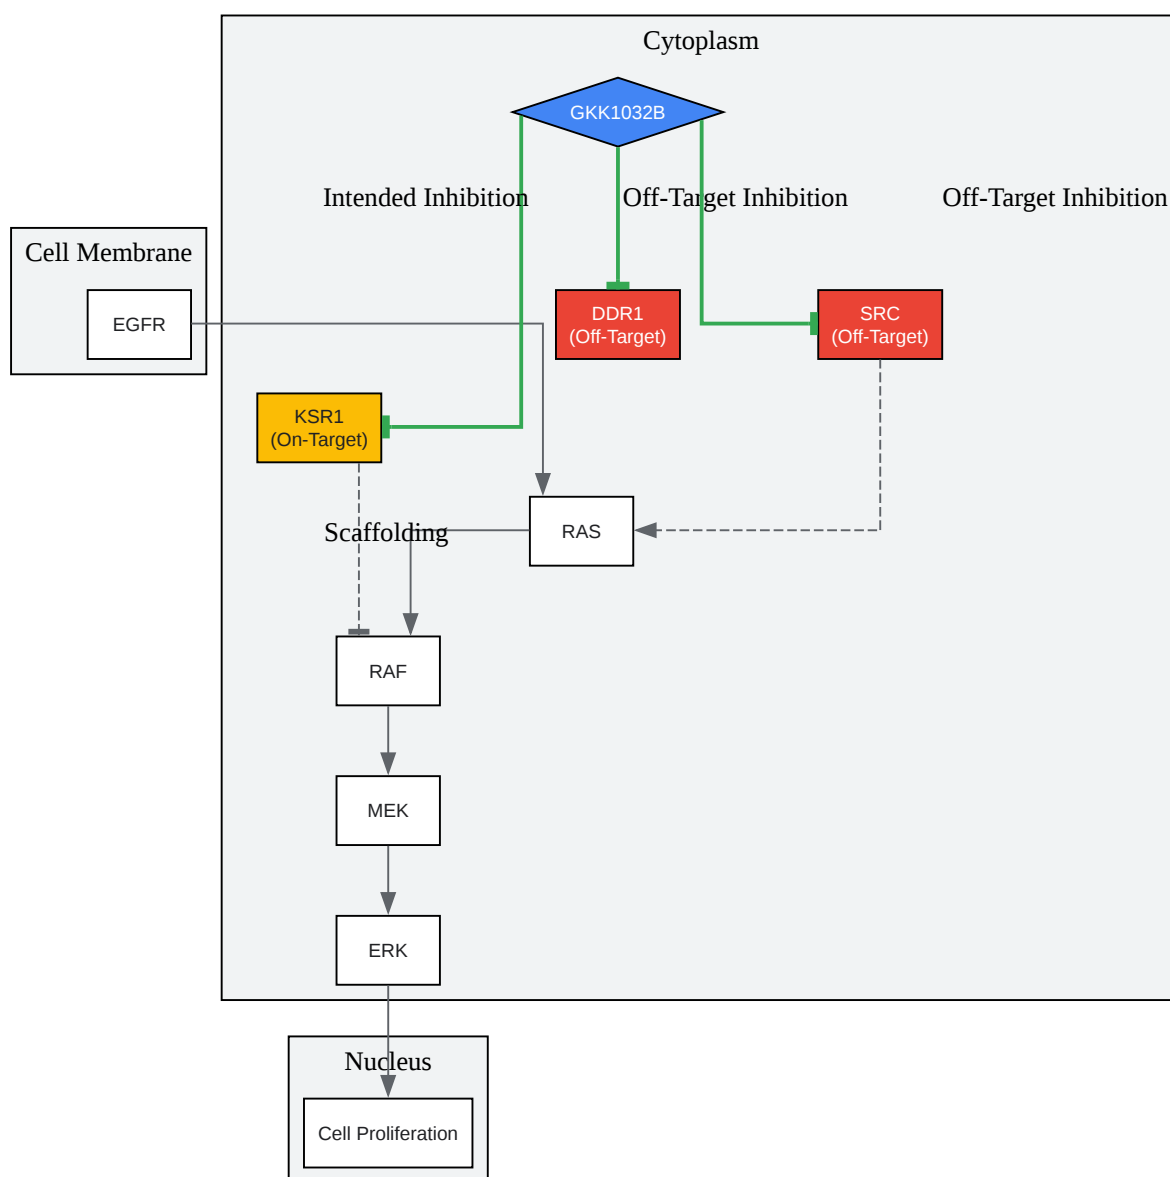 Cytoplasm
GKK1032B
Intended Inhibition
Off-Target Inhibition
Off-Target Inhibition
Cell Membrane
EGFR
DDR1
(Off-Target)
SRC
(Off-Target)
KSR1
(On-Target)
Scaffolding
RAS
RAF
MEK
ERK
Nucleus
Cell Proliferation